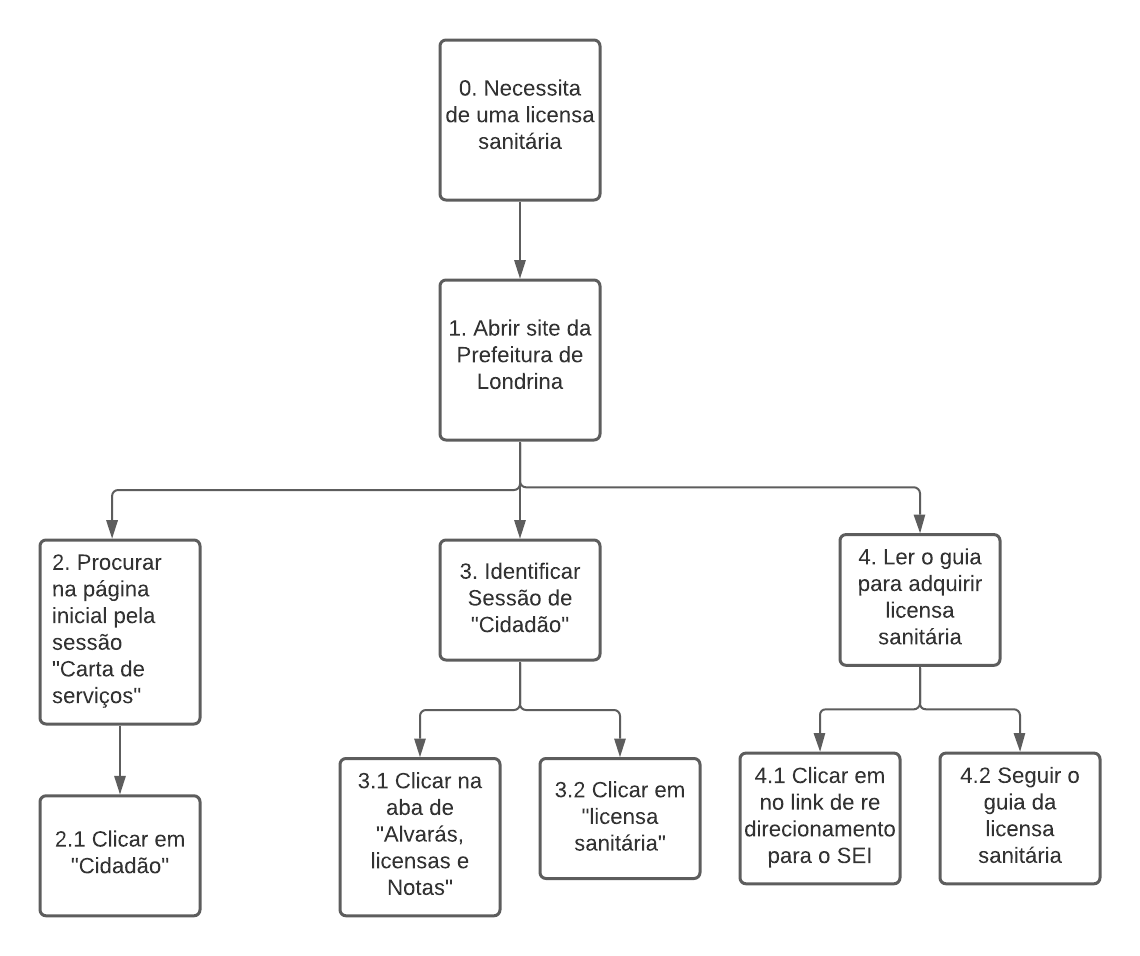 0. Necessita
de uma licensa
sanitária
1. Abrir site da
Prefeitura de
Londrina
2. Procurar
na página
inicial pela
sessão
"Carta de
serviços"
3. Identificar
Sessão de
"Cidadão"
4. Ler o guia
para adquirir
licensa
sanitária
2.1 Clicar em
"Cidadão"
3.1 Clicar na
aba de
"Alvarás,
licensas e
Notas"
3.2 Clicar em
"licensa
sanitária"
4.1 Clicar em
no link de re
direcionamento
para o SEI
4.2 Seguir o
guia da
licensa
sanitária